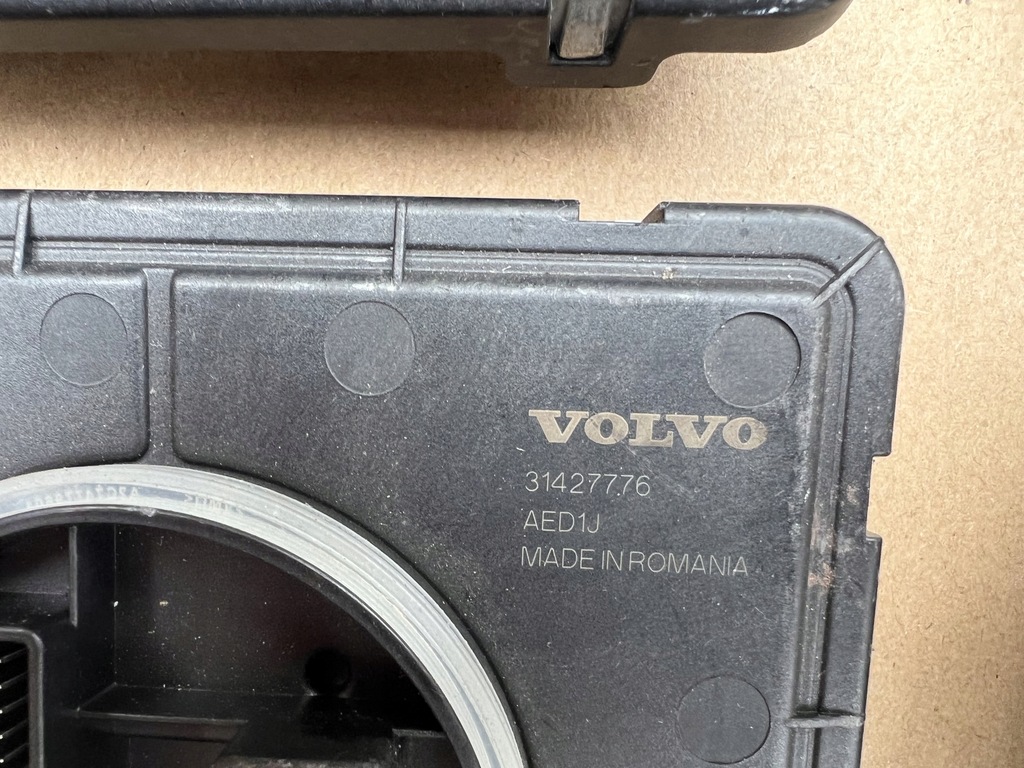 VOLVO
31427776
AED1J
MADE IN ROMANIA